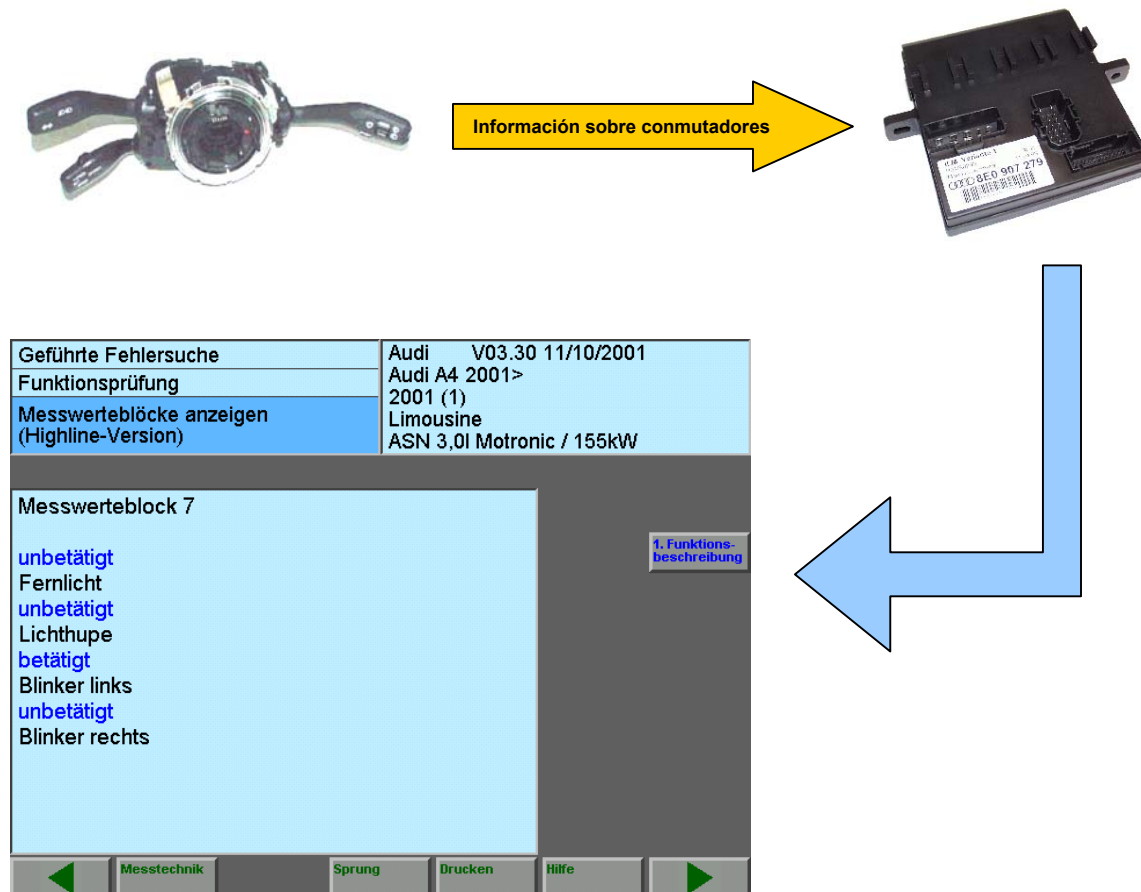 Información sobre conmutadores
8E0 907 279
Geführte Fehlersuche
Funktionsprüfung
Messwerteblöcke anzeigen
(Highline-Version)
Audi V03.30 11/10/2001
Audi A4 2001>
2001 (1)
Limousine
ASN 3,0l Motronic / 155kW
Messwerteblock 7
unbetätigt
Fernlicht
unbetätigt
Lichthupe
betätigt
Blinker links
unbetätigt
Blinker rechts
1. Funktions-
beschreibung
Messtechnik
Sprung
Drucken
Hilfe